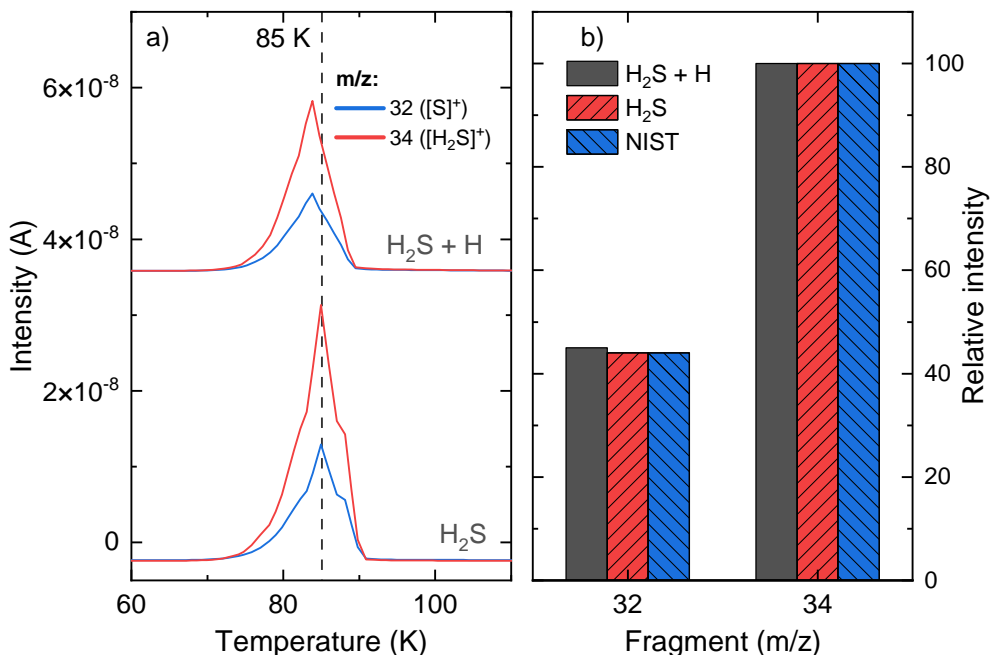 a)
85 K
m/z:
32 ([S]⁺)
34 ([H₂S]⁺)
H₂S + H
H₂S
6×10⁻⁸
4×10⁻⁸
2×10⁻⁸
0
Intensity (A)
60
80
100
Temperature (K)
b)
H₂S + H
H₂S
NIST
100
80
60
40
20
0
Relative intensity
32
34
Fragment (m/z)